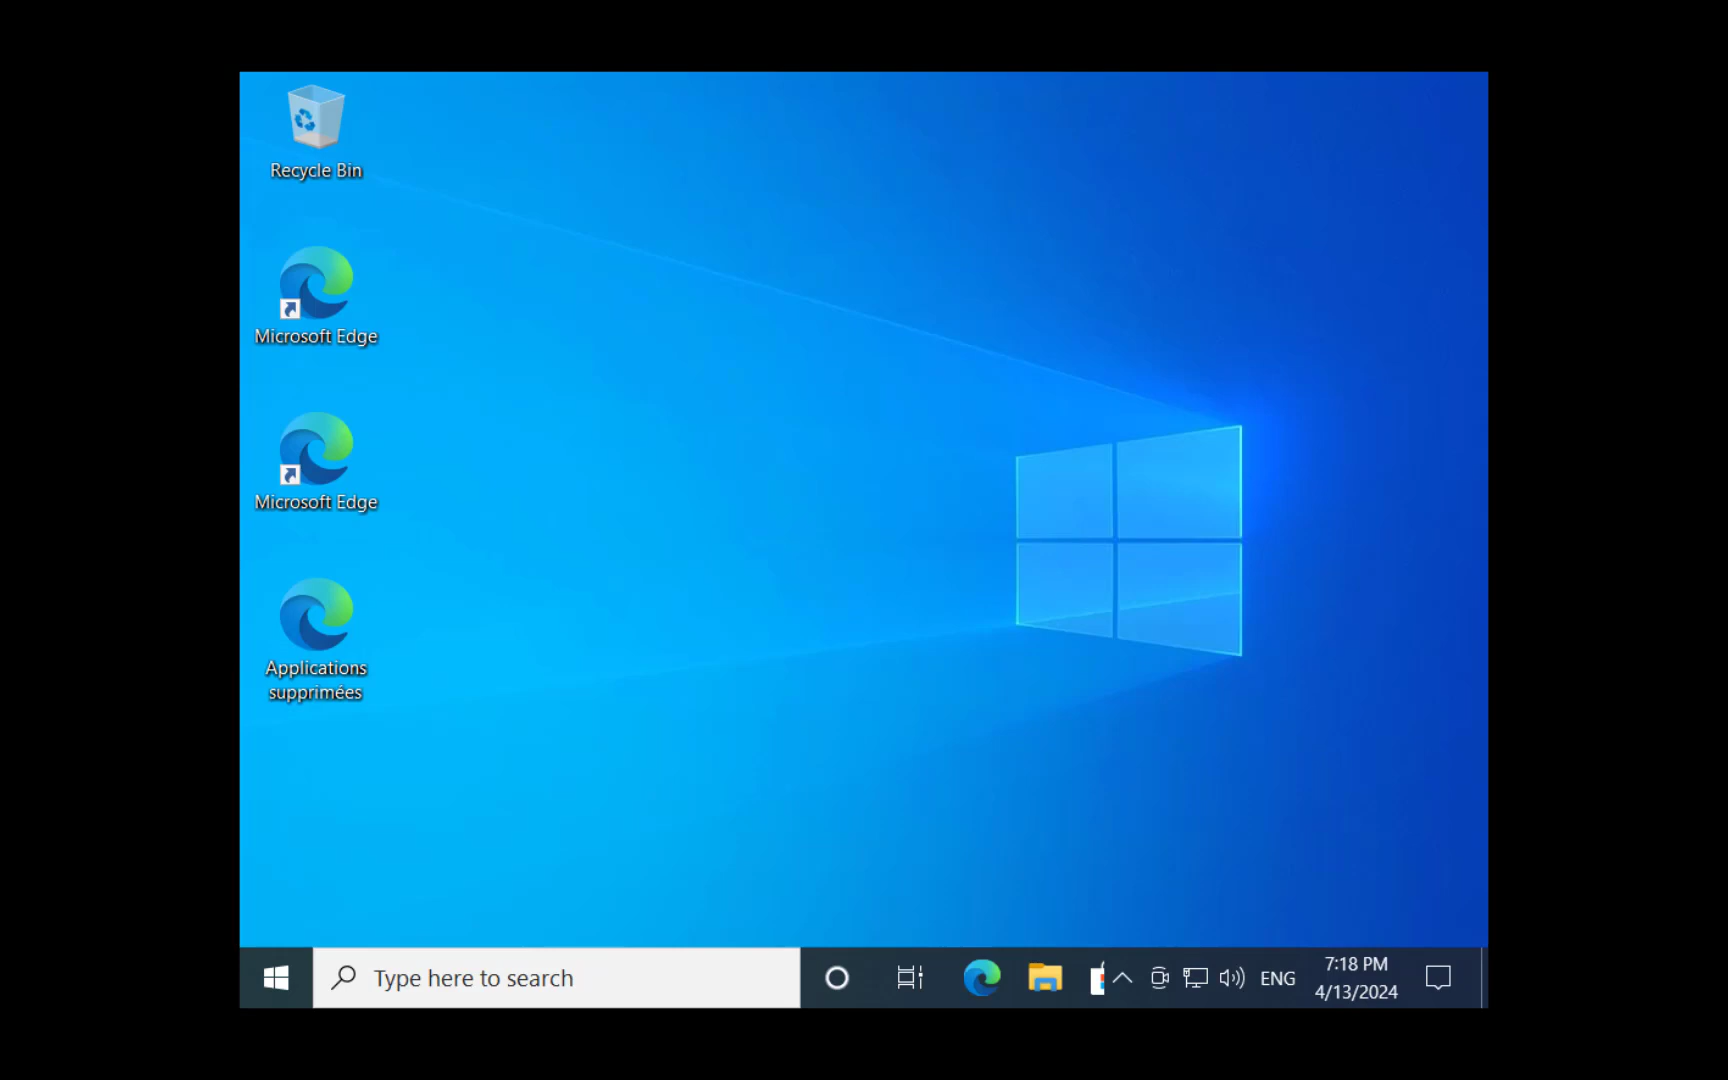 Recycle Bin
Microsoft Edge
Microsoft Edge
Applications
supprimées
Type here to search
ENG
7:18 PM
4/13/2024